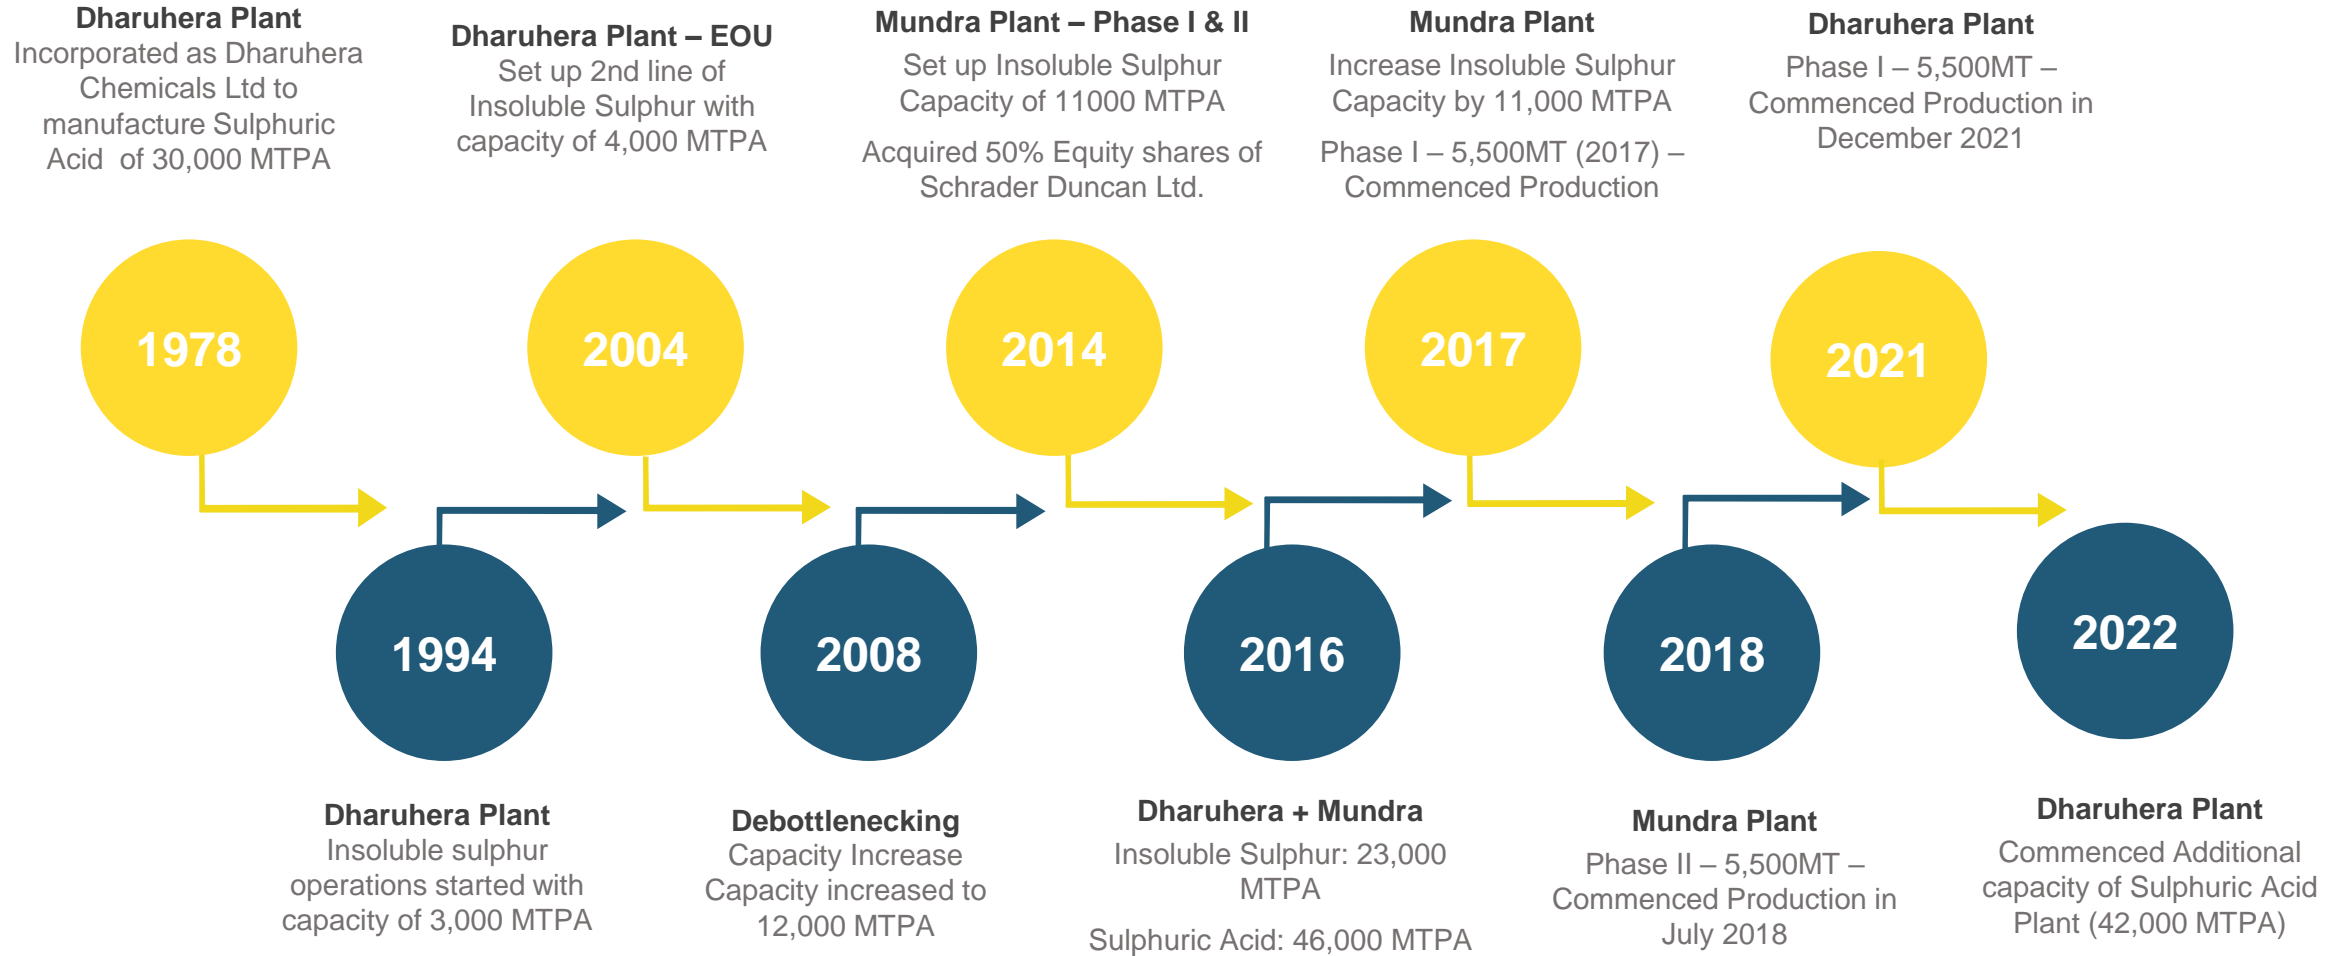 Dharuhera Plant
Incorporated as Dharuhera
Chemicals Ltd to
manufacture Sulphuric
Acid of 30,000 MTPA
Dharuhera Plant – EOU
Set up 2nd line of
Insoluble Sulphur with
capacity of 4,000 MTPA
Mundra Plant – Phase I & II
Set up Insoluble Sulphur
Capacity of 11000 MTPA
Acquired 50% Equity shares of
Schrader Duncan Ltd.
Mundra Plant
Increase Insoluble Sulphur
Capacity by 11,000 MTPA
Phase I – 5,500MT (2017) –
Commenced Production
Dharuhera Plant
Phase I – 5,500MT –
Commenced Production in
December 2021
1978
2004
2014
2017
2021
1994
2008
2016
2018
2022
Dharuhera Plant
Insoluble sulphur
operations started with
capacity of 3,000 MTPA
Debottlenecking
Capacity Increase
Capacity increased to
12,000 MTPA
Dharuhera + Mundra
Insoluble Sulphur: 23,000
MTPA
Sulphuric Acid: 46,000 MTPA
Mundra Plant
Phase II – 5,500MT –
Commenced Production in
July 2018
Dharuhera Plant
Commenced Additional
capacity of Sulphuric Acid
Plant (42,000 MTPA)